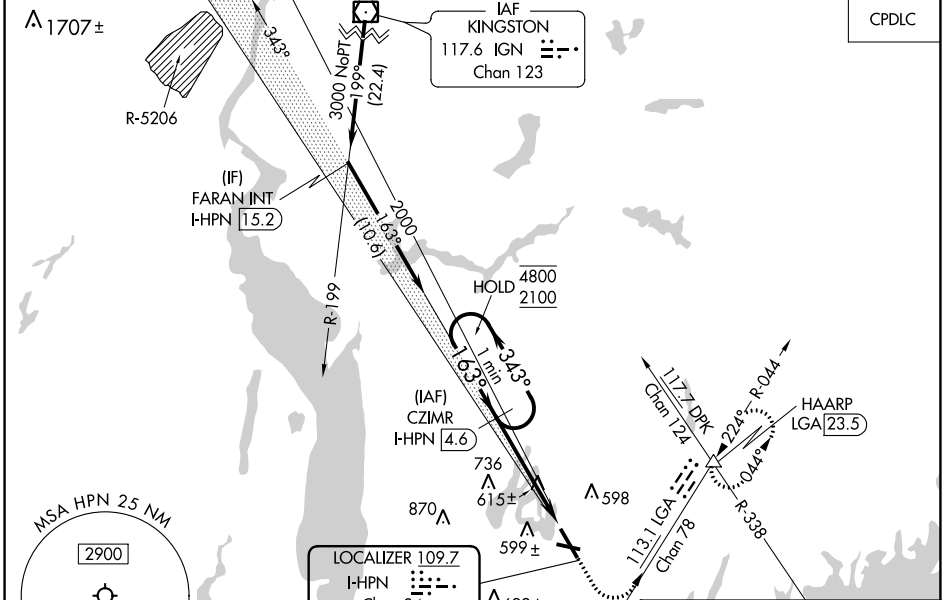 1707 ±
IAF
KINGSTON
117.6 IGN
Chan 123
CPDLC
343°
R-5206
3000 NoPT
199°
(22.4)
(IF)
FARAN INT
I-HPN 15.2
2000
163°
(10.6)
R-199
HOLD 4800
2100
1 min
343°
163°
(IAF)
CZIMR
I-HPN 4.6
117.7 DPK
Chan 124
R-044
224°
044°
HAARP
LGA 23.5
R-338
113.1 LGA
Chan 78
736
615 ±
598
870
599 ±
MSA HPN 25 NM
2900
LOCALIZER 109.7
I-HPN